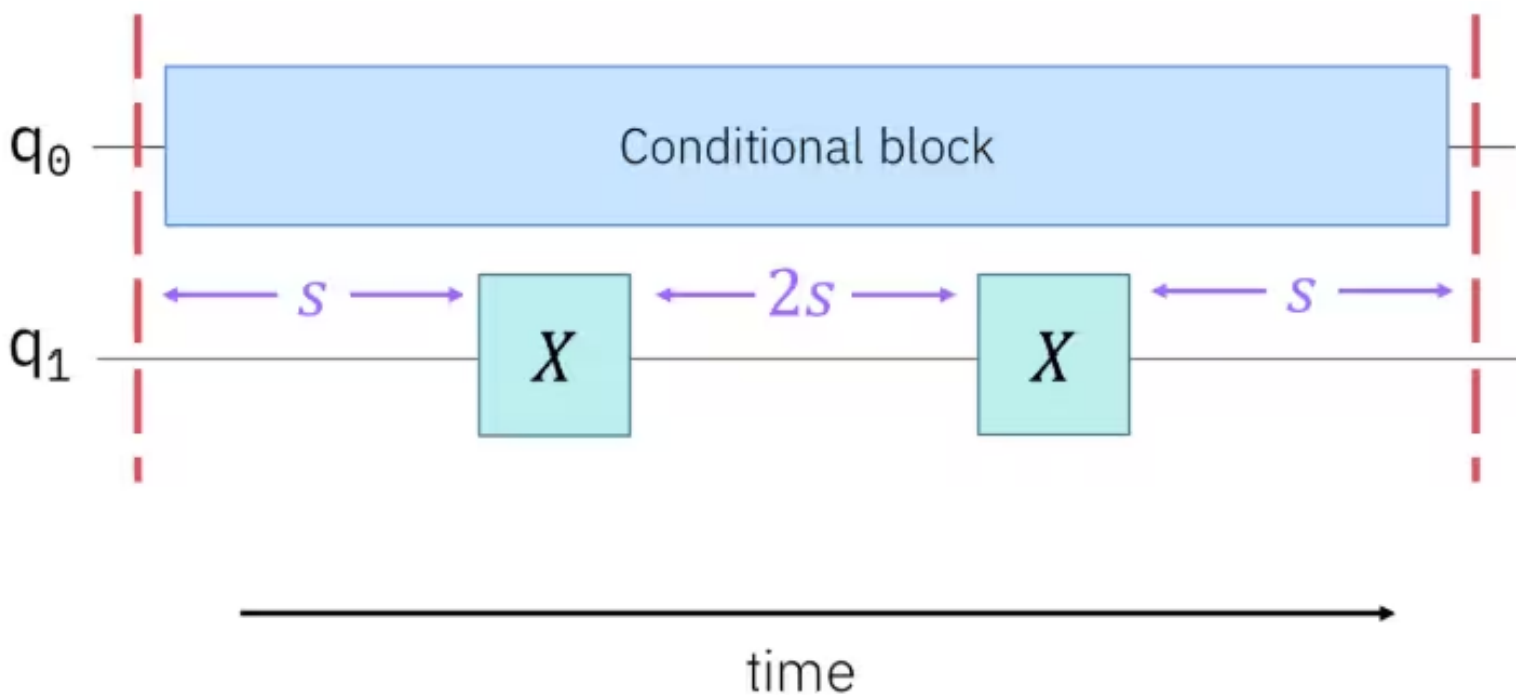 q₀ Conditional block
s 2s s
q₁ X X
time